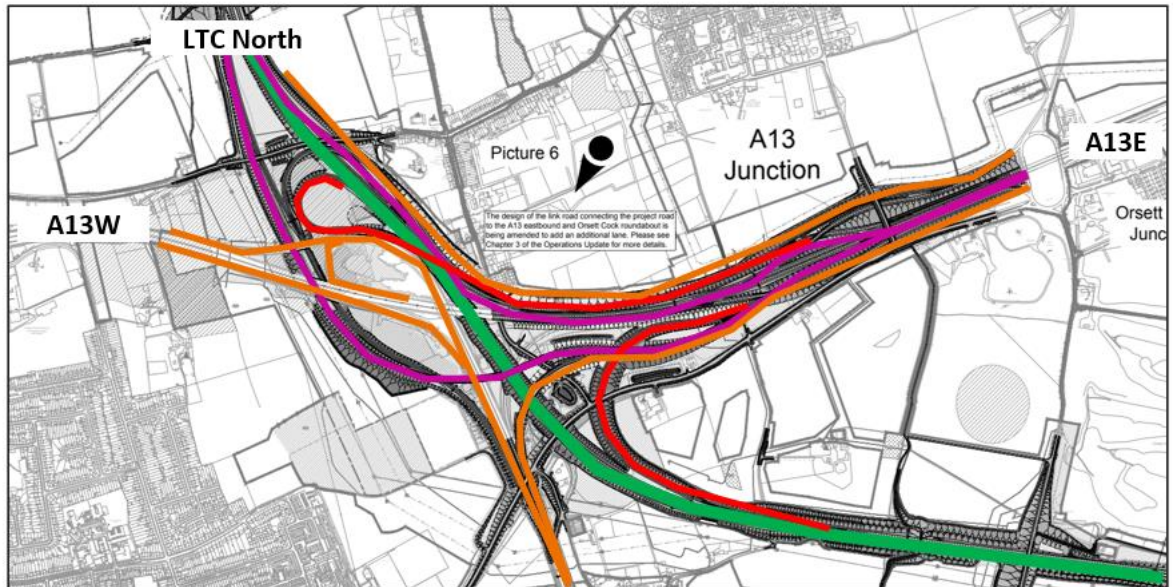 LTC North
Picture 6
A13
Junction
A13E
A13W
The design of the link road connecting the project road
to the A13 eastbound and Orsett Cock roundabout is
being amended to add an additional lane. Please see
Chapter 3 of the Operations Update for more details.
Orsett
Junc